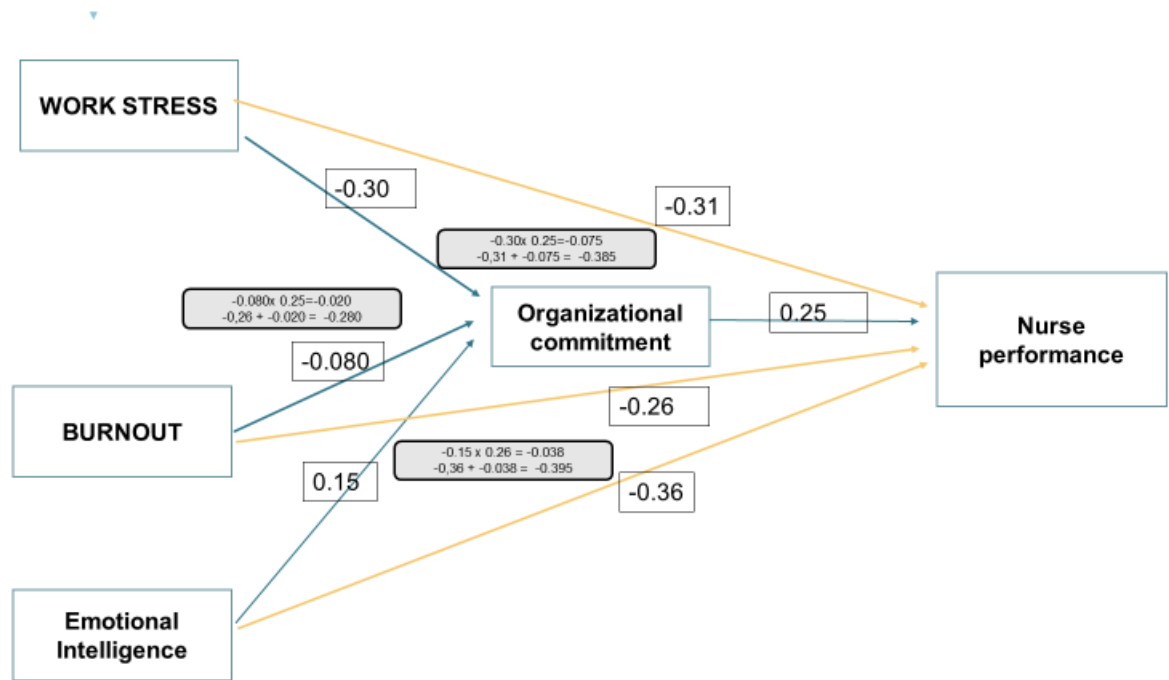 WORK STRESS
-0.30
-0.31
-0.30x 0.25=-0.075
-0,31 + -0.075 = -0.385
-0.080x 0.25=-0.020
-0,26 + -0.020 = -0.280
Organizational
commitment
0.25
Nurse
performance
-0.080
BURNOUT
-0.26
-0.15 x 0.26 = -0.038
-0,36 + -0.038 = -0.395
0.15
-0.36
Emotional
Intelligence